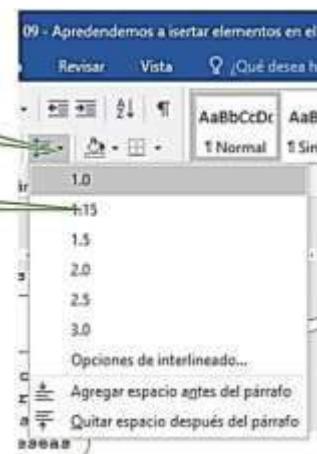 09 - Apredendemos a isertar elementos en el
Revisar Vista ¿Qué desea h
AaBbCcDc AaB
¶ Normal ¶ Sin
1.0
1.15
1.5
2.0
2.5
3.0
Opciones de interlineado...
Agregar espacio antes del párrafo
Quitar espacio después del párrafo